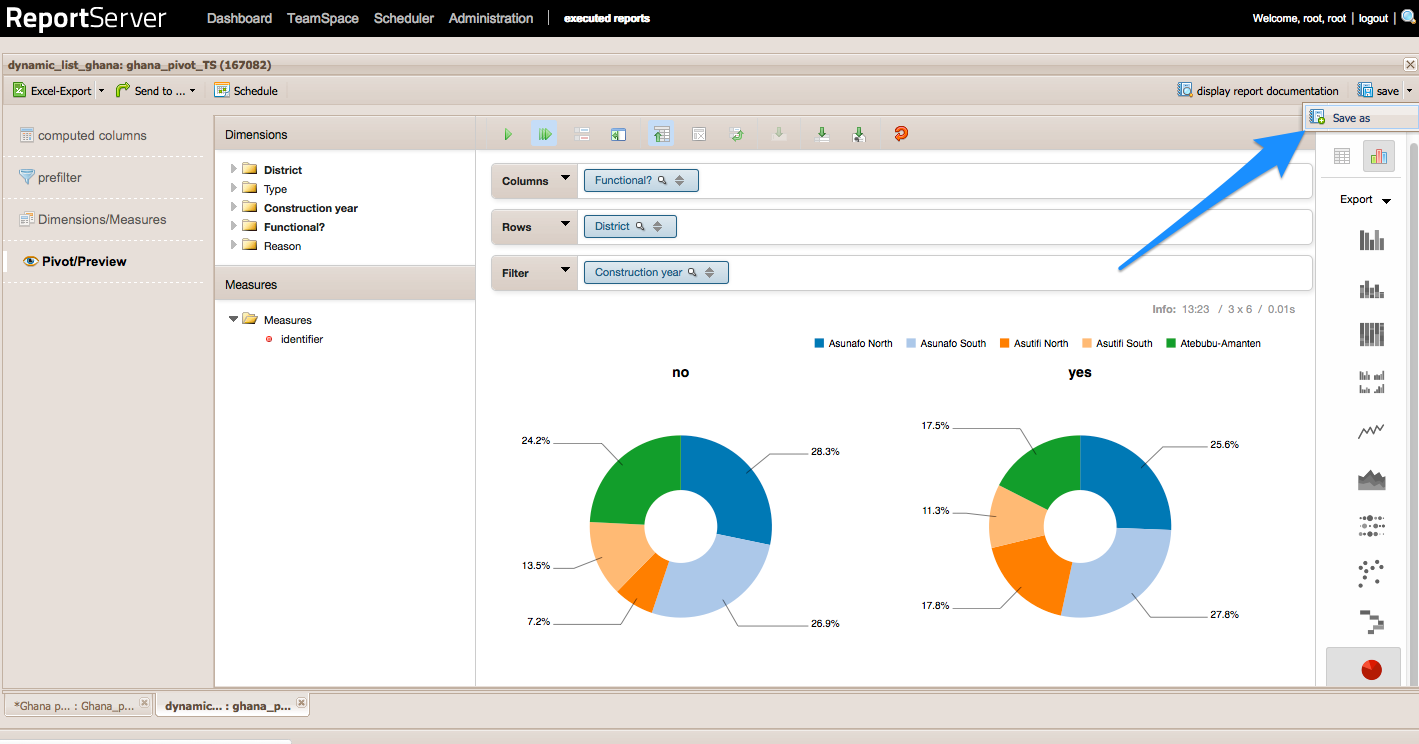 ReportServer Dashboard TeamSpace Scheduler Administration | executed reports Welcome, root, root | logout |
dynamic_list_ghana: ghana_pivot_TS (167082)
Excel-Export Send to ... Schedule display report documentation save
Save as
computed columns
prefilter
Dimensions/Measures
Pivot/Preview
Dimensions
District
Type
Construction year
Functional?
Reason
Measures
Measures
identifier
Columns Functional?
Rows District
Filter Construction year
Export
Info: 13:23 / 3 x 6 / 0.01s
Asunafo North Asunafo South Asutifi North Asutifi South Atebubu-Amanten
no
24.2%
28.3%
13.5%
7.2%
26.9%
yes
17.5%
25.6%
11.3%
17.8%
27.8%
*Ghana p... : Ghana_p... dynamic... : ghana_p...